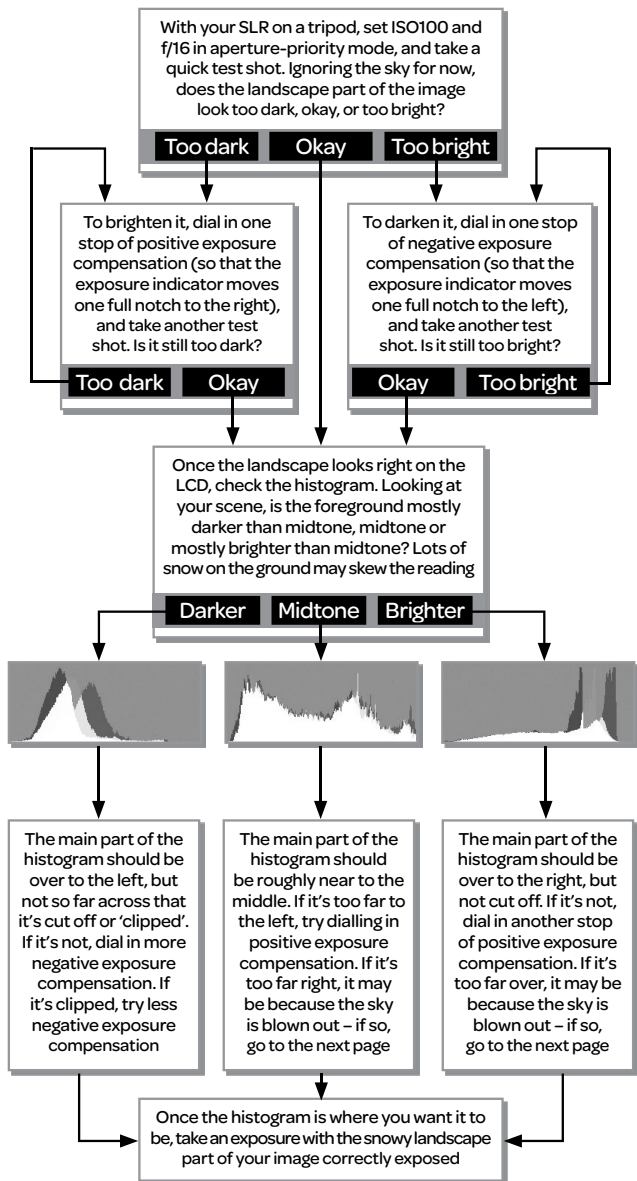 With your SLR on a tripod, set ISO100 and
f/16 in aperture-priority mode, and take a
quick test shot. Ignoring the sky for now,
does the landscape part of the image
look too dark, okay, or too bright?
Too dark
Okay
Too bright
To brighten it, dial in one
stop of positive exposure
compensation (so that the
exposure indicator moves
one full notch to the right),
and take another test
shot. Is it still too dark?
Too dark
Okay
To darken it, dial in one stop
of negative exposure
compensation (so that the
exposure indicator moves
one full notch to the left),
and take another test
shot. Is it still too bright?
Okay
Too bright
Once the landscape looks right on the
LCD, check the histogram. Looking at
your scene, is the foreground mostly
darker than midtone, midtone or
mostly brighter than midtone? Lots of
snow on the ground may skew the reading
Darker
Midtone
Brighter
The main part of the
histogram should be
over to the left, but
not so far across that
it's cut off or ‘clipped’.
If it's not, dial in more
negative exposure
compensation. If
it's clipped, try less
negative exposure
compensation
The main part of the
histogram should
be roughly near to the
middle. If it's too far to
the left, try dialling in
positive exposure
compensation. If it's
too far right, it may
be because the sky
is blown out – if so,
go to the next page
The main part of the
histogram should be
over to the right, but
not cut off. If it's not,
dial in another stop
of positive exposure
compensation. If it's
too far over, it may be
because the sky is
blown out – if so,
go to the next page
Once the histogram is where you want it to
be, take an exposure with the snowy landscape
part of your image correctly exposed